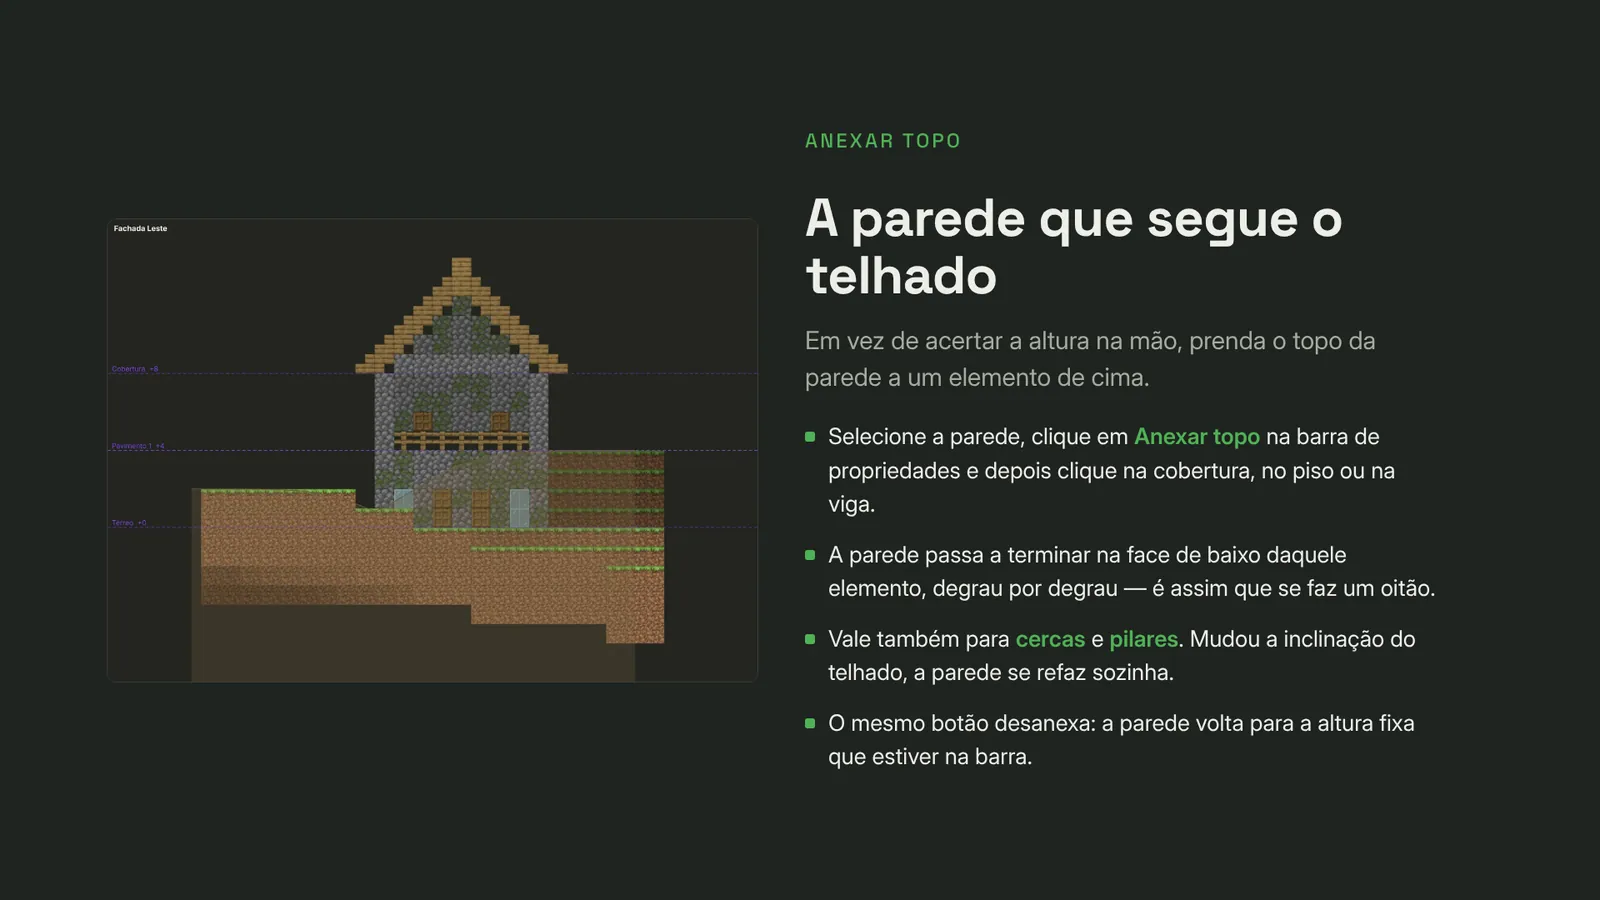 ANEXAR TOPO
A parede que segue o
telhado
Em vez de acertar a altura na mão, prenda o topo da
parede a um elemento de cima.
Selecione a parede, clique em Anexar topo na barra de
propriedades e depois clique na cobertura, no piso ou na
viga.
A parede passa a terminar na face de baixo daquele
elemento, degrau por degrau — é assim que se faz um oitão.
Vale também para cercas e pilares. Mudou a inclinação do
telhado, a parede se refaz sozinha.
O mesmo botão desanexa: a parede volta para a altura fixa
que estiver na barra.
Fachada Leste
Cobertura +8
Pavimento 1 +4
Térreo +0